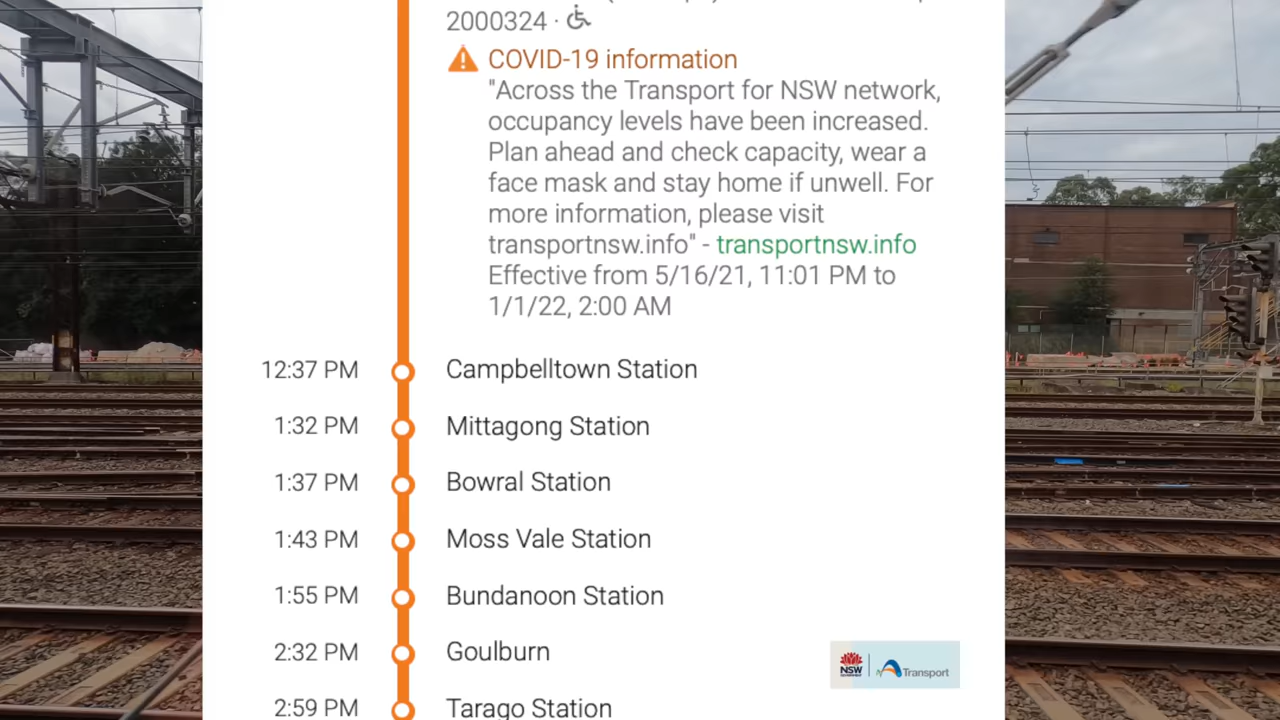 2000324 ·
COVID-19 information
"Across the Transport for NSW network,
occupancy levels have been increased.
Plan ahead and check capacity, wear a
face mask and stay home if unwell. For
more information, please visit
transportnsw.info" - transportnsw.info
Effective from 5/16/21, 11:01 PM to
1/1/22, 2:00 AM
12:37 PM Campbelltown Station
1:32 PM Mittagong Station
1:37 PM Bowral Station
1:43 PM Moss Vale Station
1:55 PM Bundanoon Station
2:32 PM Goulburn
NSW Transport
2:59 PM Tarago Station